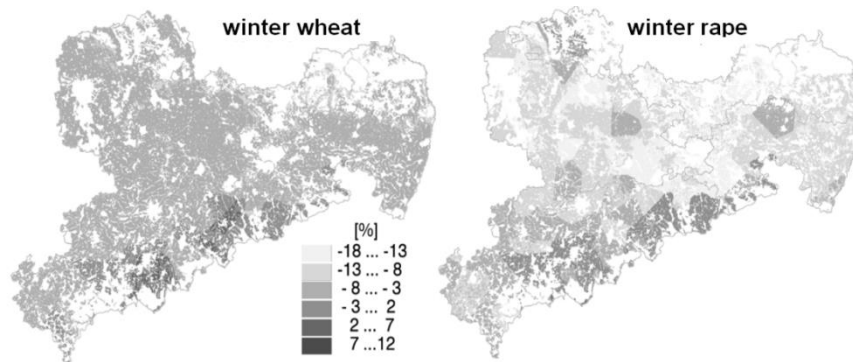 winter wheat
winter rape
[%]
-18 ... -13
-13 ... - 8
- 8 ... - 3
- 3 ... 2
2 ... 7
7 ...12